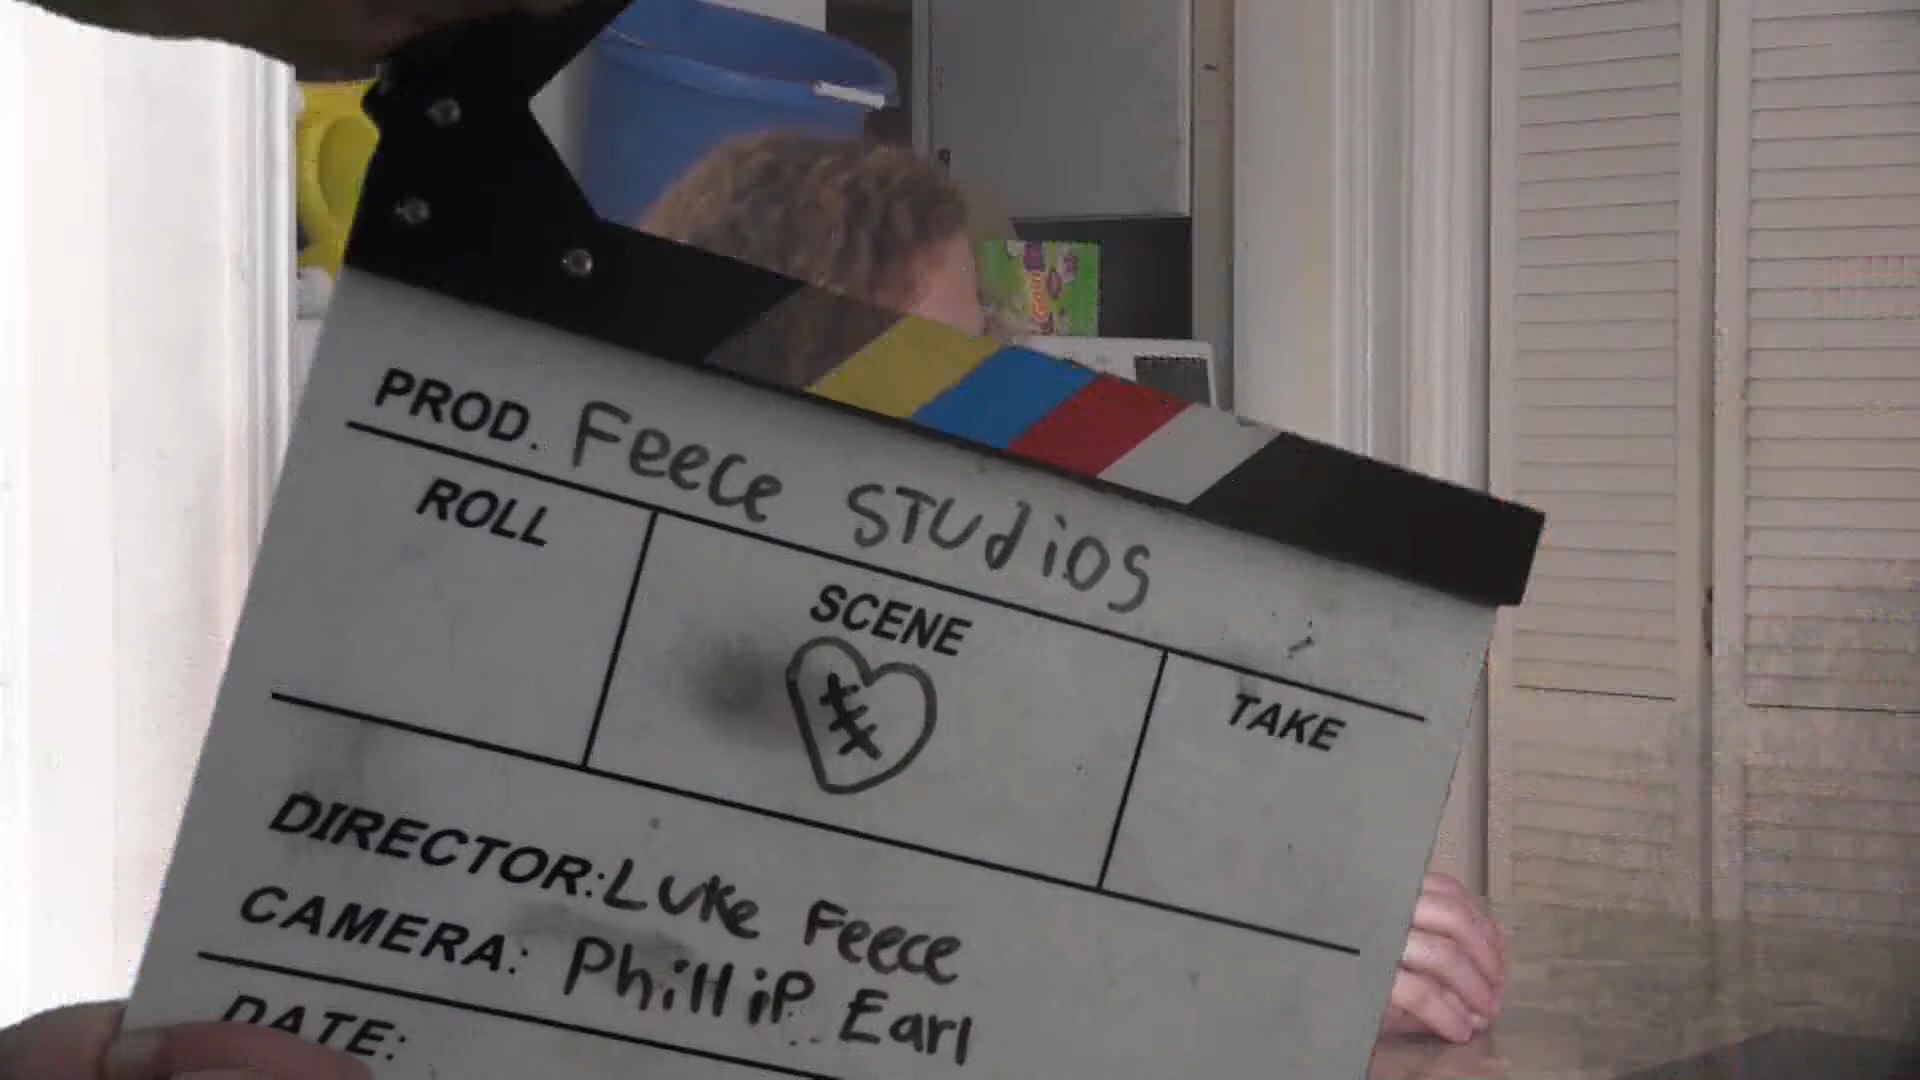 PROD. Feece STUdioS
ROLL
SCENE
TAKE
DIRECTOR: LUKe Feece
CAMERA: PhilliP Earl
DATE: